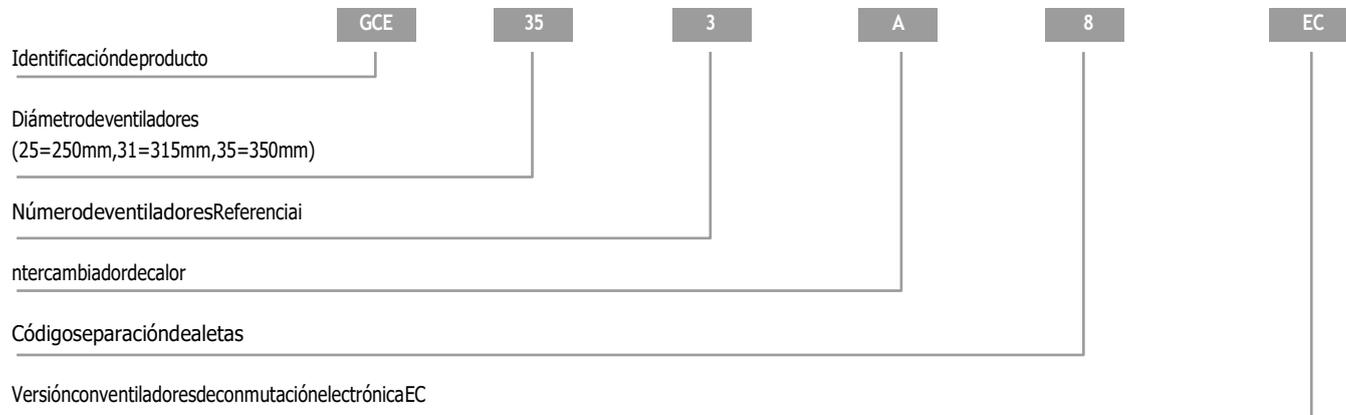 GCE 35 3 A 8 EC
Identificacióndeproducto
Diámetrodeventiladores
(25=250mm,31=315mm,35=350mm)
NúmerodeventiladoresReferenciai
ntercambiadordecalor
Códigoseparacióndealetas
VersiónconventiladoresdeconmutaciónelectrónicaEC